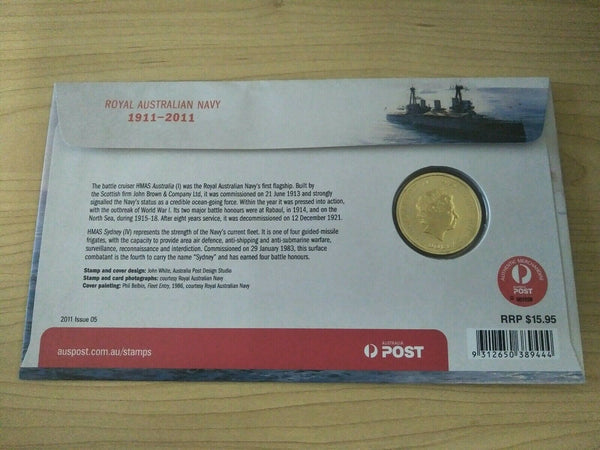 ROYAL AUSTRALIAN NAVY
1911-2011
The battle cruiser HMAS Australia (I) was the Royal Australian Navy's first flagship. Built by
the Scottish firm John Brown & Company Ltd, it was commissioned on 21 June 1913 and strongly
signalled the Navy's status as a credible ocean-going force. Within the year it was pressed into action,
with the outbreak of World War I. Its two major battle honours were at Rabaul, in 1914, and on the
North Sea, during 1915-18. After eight years service, it was decommissioned on 12 December 1921.
HMAS Sydney (IV) represents the strength of the Navy's current fleet. It is one of four guided-missile
frigates, with the capacity to provide area air defence, anti-shipping and anti-submarine warfare,
surveillance, reconnaissance and interdiction. Commissioned on 29 January 1983, this surface
combatant is the fourth to carry the name "Sydney" and has earned four battle honours.
Stamp and cover design: John White, Australia Post Design Studio
Stamp and card photographs: courtesy Royal Australian Navy
Cover painting: Phil Belbin, Fleet Entry, 1986, courtesy Royal Australian Navy
AUTHENTIC MERCHANDISE
AUSTRALIA
POST
RRP $15.95
2011 Issue 05
auspost.com.au/stamps
AUSTRALIA
POST
9 312650 389444